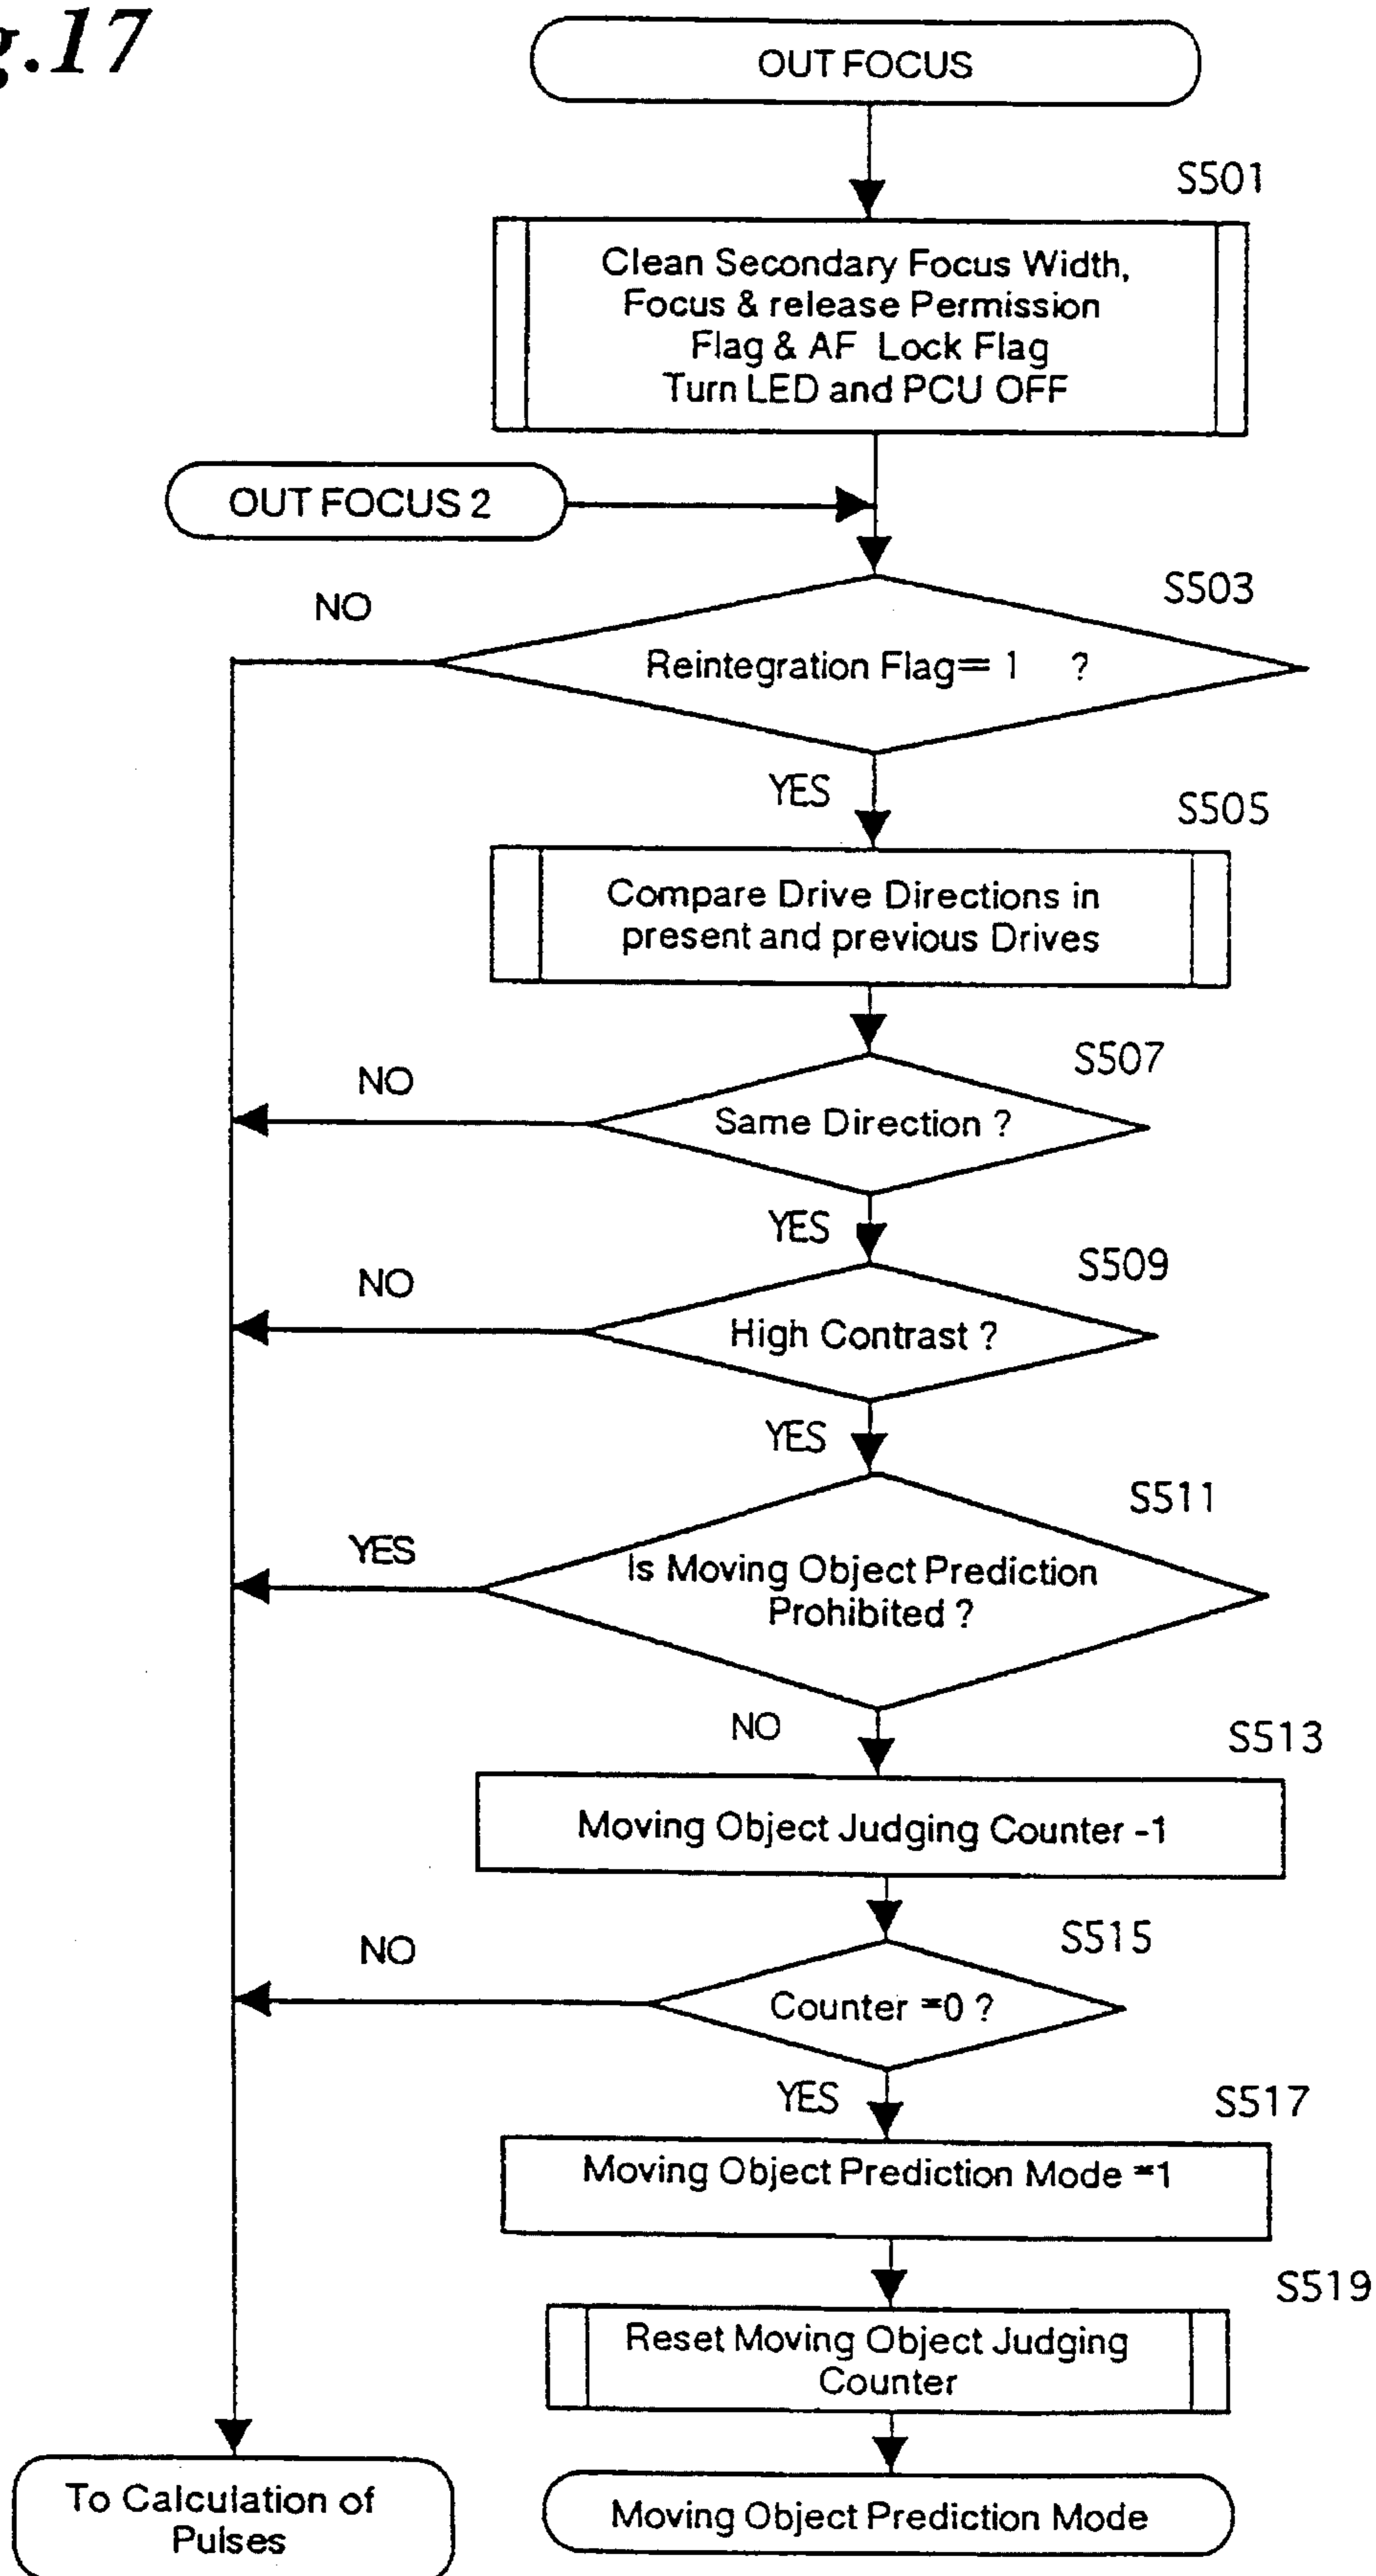 g.17
OUT FOCUS
S501
Clean Secondary Focus Width,
Focus & release Permission
Flag & AF Lock Flag
Turn LED and PCU OFF
OUT FOCUS 2
S503
NO
Reintegration Flag= 1 ?
YES
S505
Compare Drive Directions in
present and previous Drives
S507
NO
Same Direction ?
YES
S509
NO
High Contrast ?
YES
S511
YES
Is Moving Object Prediction
Prohibited ?
NO
S513
Moving Object Judging Counter -1
S515
NO
Counter =0 ?
YES
S517
Moving Object Prediction Mode =1
S519
Reset Moving Object Judging
Counter
To Calculation of
Pulses
Moving Object Prediction Mode